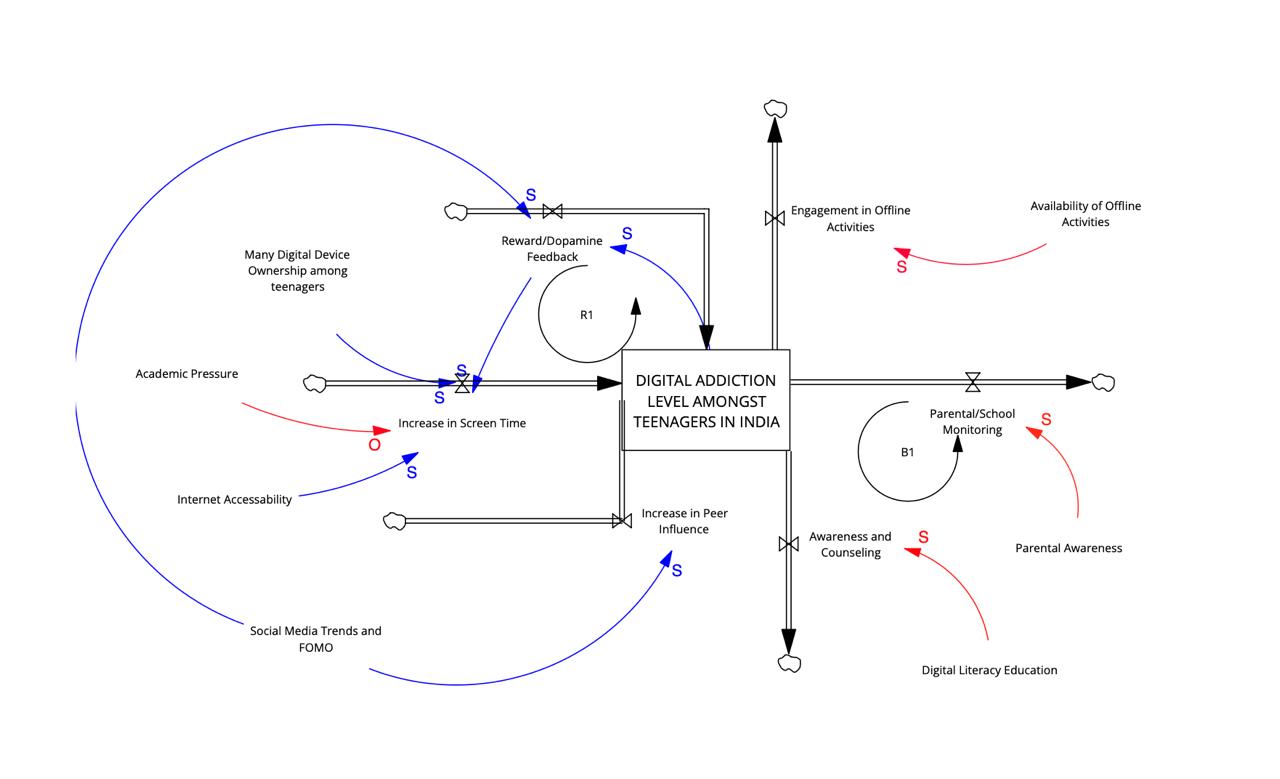 S
Reward/Dopamine
Feedback
S
Engagement in Offline
Activities
Availability of Offline
Activities
S
Many Digital Device
Ownership among
teenagers
R1
Academic Pressure
S
S
Increase in Screen Time
O
S
Internet Accessability
DIGITAL ADDICTION
LEVEL AMONGST
TEENAGERS IN INDIA
Parental/School
Monitoring
S
B1
Increase in Peer
Influence
S
Awareness and
Counseling
S
Parental Awareness
Social Media Trends and
FOMO
Digital Literacy Education